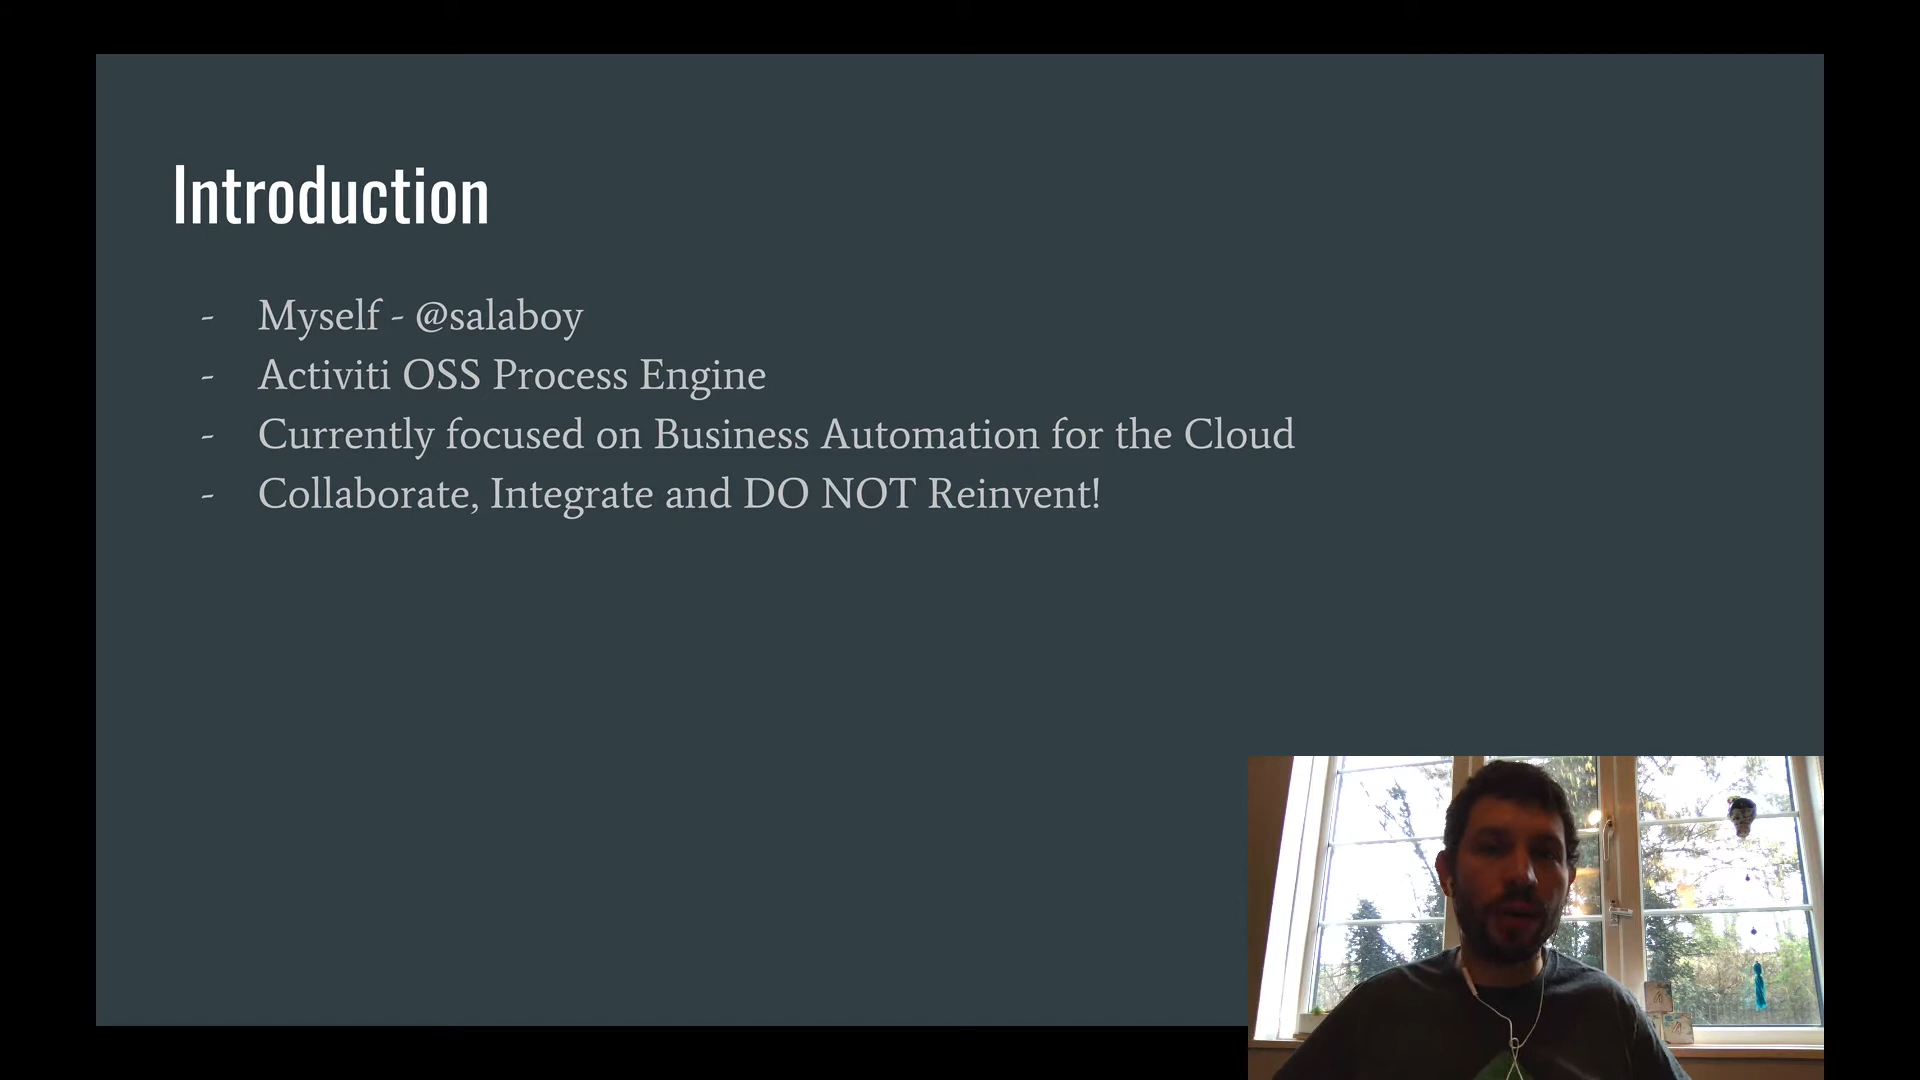 Introduction
- Myself - @salaboy
- Activiti OSS Process Engine
- Currently focused on Business Automation for the Cloud
- Collaborate, Integrate and DO NOT Reinvent!